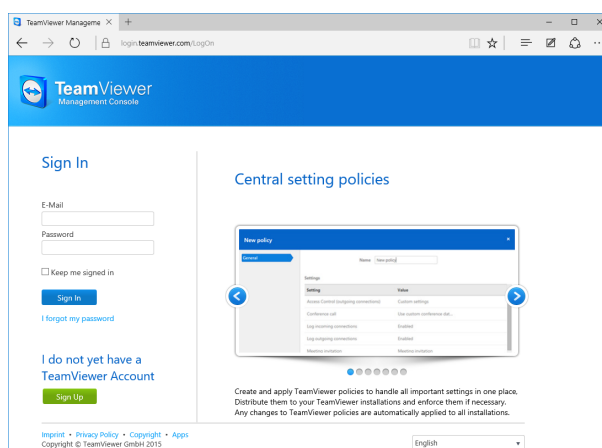 TeamViewer Manageme
login.teamviewer.com/LogOn
TeamViewer
Management Console
Sign In
E-Mail
Password
Keep me signed in
Sign In
I forgot my password
I do not yet have a
TeamViewer Account
Sign Up
Central setting policies
New policy
General
Name New policy
Settings
Setting Value
Access Control (outgoing connections) Custom settings
Conference call Use custom conference dat...
Log incoming connections Enabled
Log outgoing connections Enabled
Meeting invitation Meeting invitation
Create and apply TeamViewer policies to handle all important settings in one place.
Distribute them to your TeamViewer installations and enforce them if necessary.
Any changes to TeamViewer policies are automatically applied to all installations.
Imprint • Privacy Policy • Copyright • Apps
Copyright © TeamViewer GmbH 2015
English